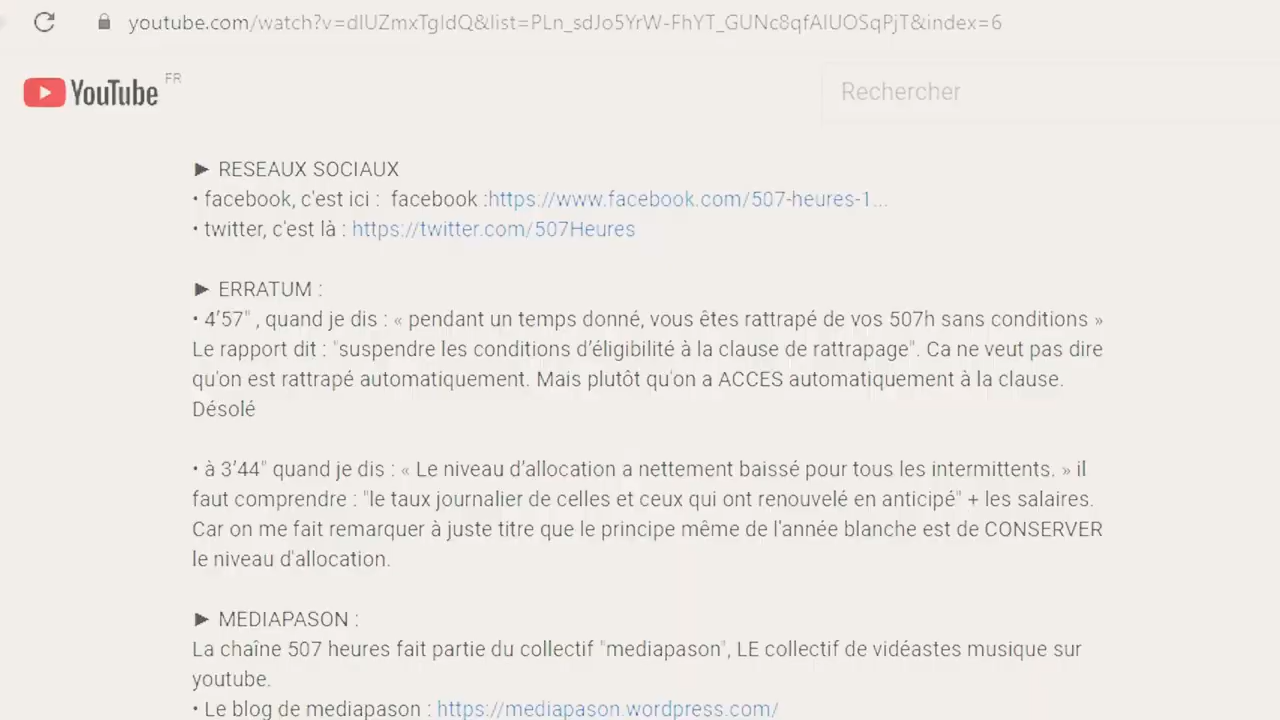 youtube.com/watch?v=dlUZmxTgldQ&list=PLn_sdJo5YrW-FhYT_GUNc8qfAlUOSqPjT&index=6
YouTube FR
Rechercher
► RESEAUX SOCIAUX
• facebook, c'est ici :  facebook :https://www.facebook.com/507-heures-1...
• twitter, c'est là : https://twitter.com/507Heures
► ERRATUM :
• 4’57" , quand je dis : « pendant un temps donné, vous êtes rattrapé de vos 507h sans conditions »
Le rapport dit : "suspendre les conditions d’éligibilité à la clause de rattrapage". Ca ne veut pas dire
qu'on est rattrapé automatiquement. Mais plutôt qu'on a ACCES automatiquement à la clause.
Désolé
• à 3’44" quand je dis : « Le niveau d’allocation a nettement baissé pour tous les intermittents. » il
faut comprendre : "le taux journalier de celles et ceux qui ont renouvelé en anticipé" + les salaires.
Car on me fait remarquer à juste titre que le principe même de l'année blanche est de CONSERVER
le niveau d'allocation.
► MEDIAPASON :
La chaîne 507 heures fait partie du collectif "mediapason", LE collectif de vidéastes musique sur
youtube.
• Le blog de mediapason : https://mediapason.wordpress.com/